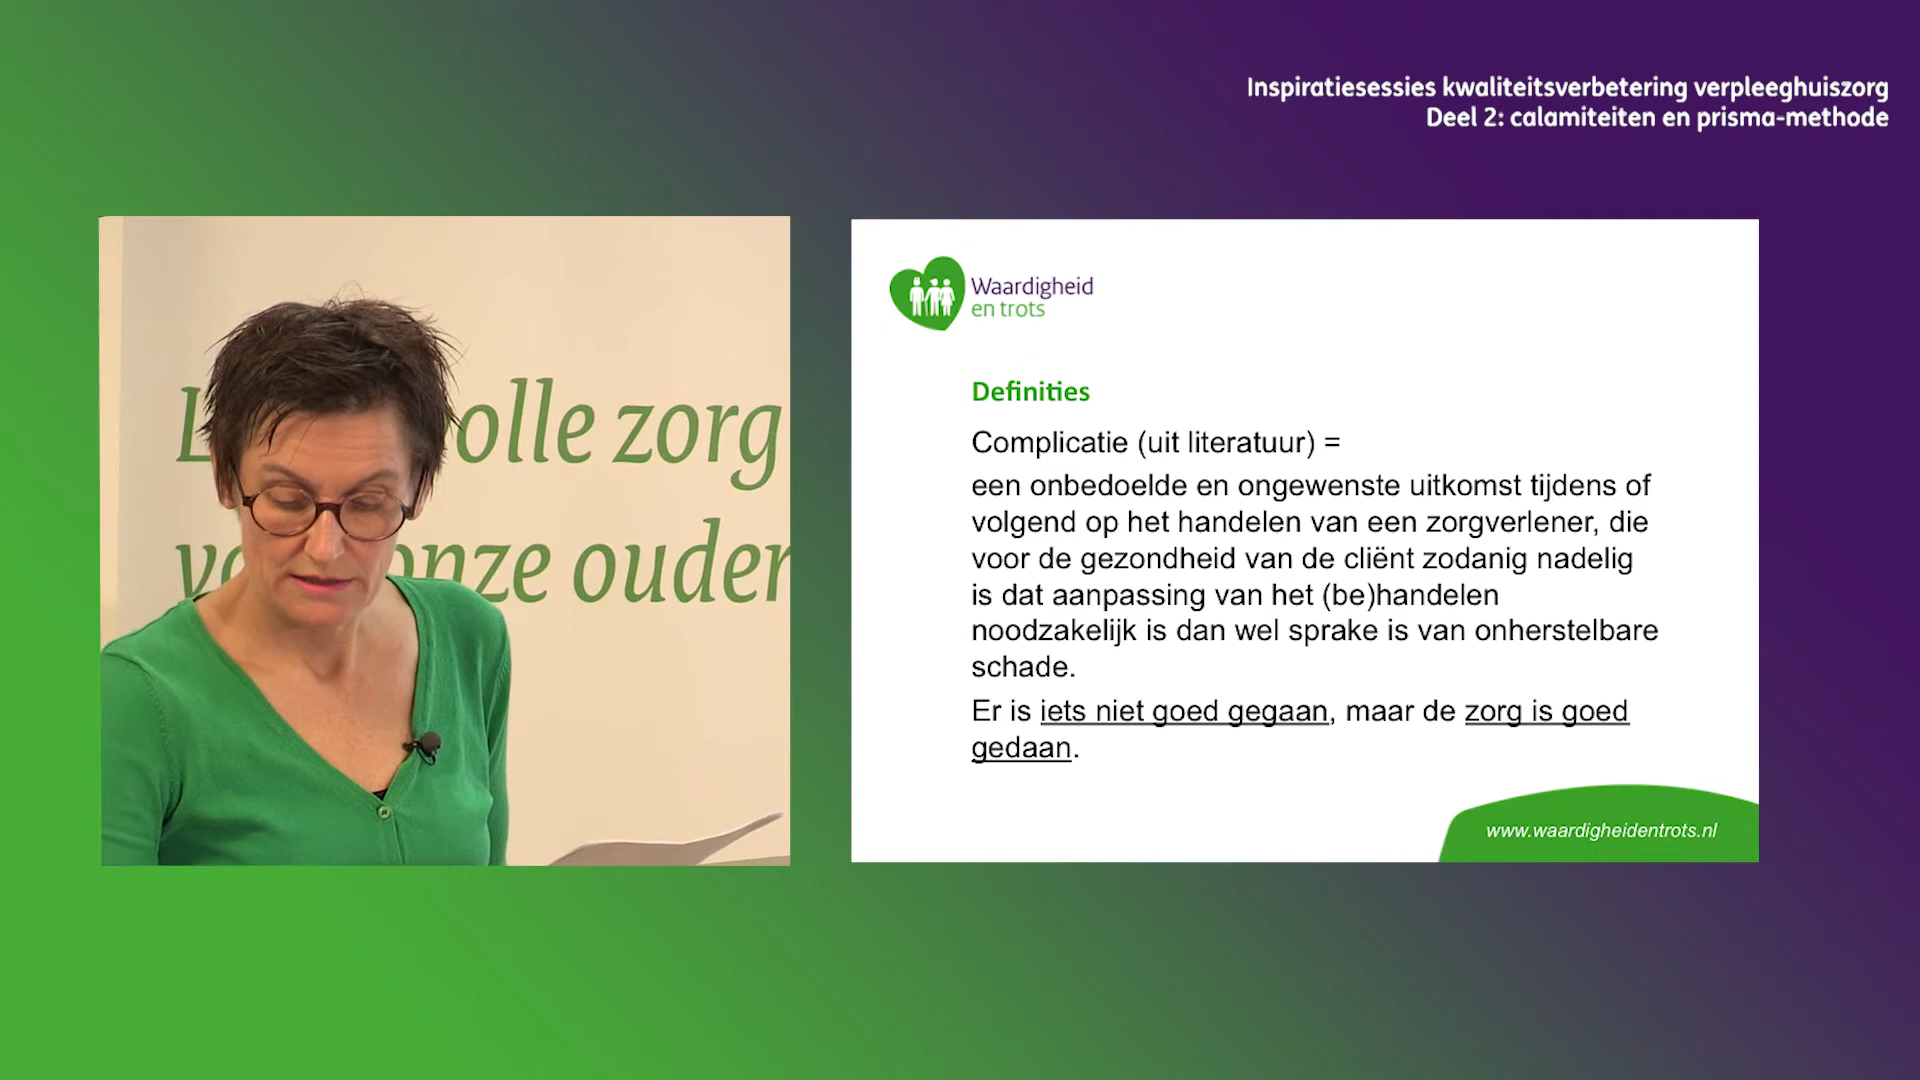 Inspiratiesessies kwaliteitsverbetering verpleeghuiszorg
Deel 2: calamiteiten en prisma-methode
olle zorg
onze ouder
Waardigheid
en trots
Definities
Complicatie (uit literatuur) =
een onbedoelde en ongewenste uitkomst tijdens of
volgend op het handelen van een zorgverlener, die
voor de gezondheid van de cliënt zodanig nadelig
is dat aanpassing van het (be)handelen
noodzakelijk is dan wel sprake is van onherstelbare
schade.
Er is iets niet goed gegaan, maar de zorg is goed
gedaan.
www.waardigheidentrots.nl